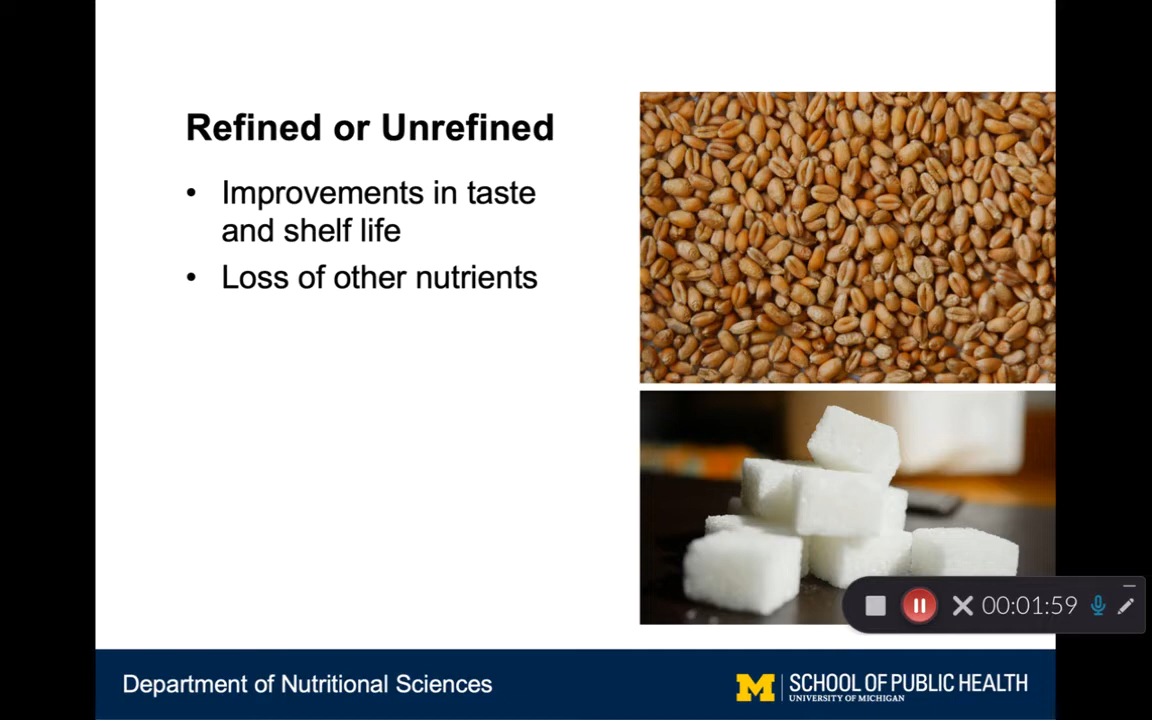 Refined or Unrefined
• Improvements in taste
and shelf life
• Loss of other nutrients
00:01:59
Department of Nutritional Sciences
M SCHOOL OF PUBLIC HEALTH
UNIVERSITY OF MICHIGAN